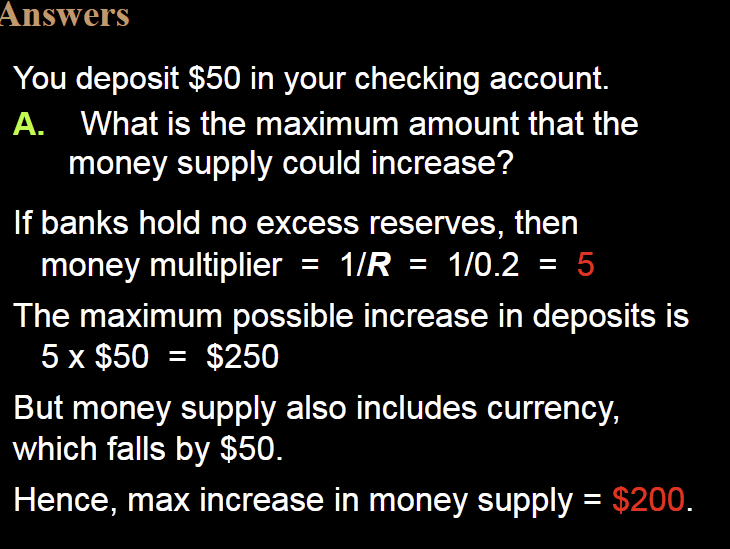 Answers
You deposit $50 in your checking account.
A. What is the maximum amount that the
money supply could increase?
If banks hold no excess reserves, then
money multiplier = 1/R = 1/0.2 = 5
The maximum possible increase in deposits is
5 x $50 = $250
But money supply also includes currency,
which falls by $50.
Hence, max increase in money supply = $200.